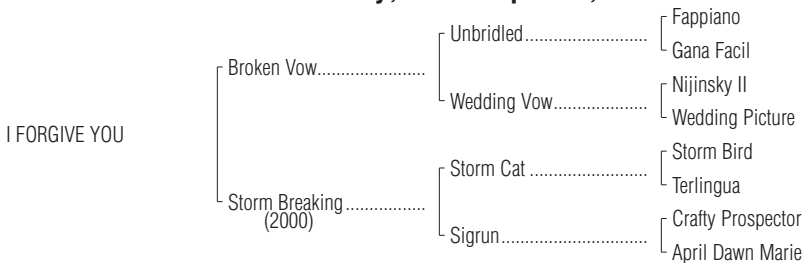 Fappiano
Unbridled
Gana Facil
Broken Vow
Nijinsky II
Wedding Vow
Wedding Picture
I FORGIVE YOU
Storm Bird
Storm Cat
Terlingua
Storm Breaking
(2000)
Crafty Prospector
Sigrun
April Dawn Marie